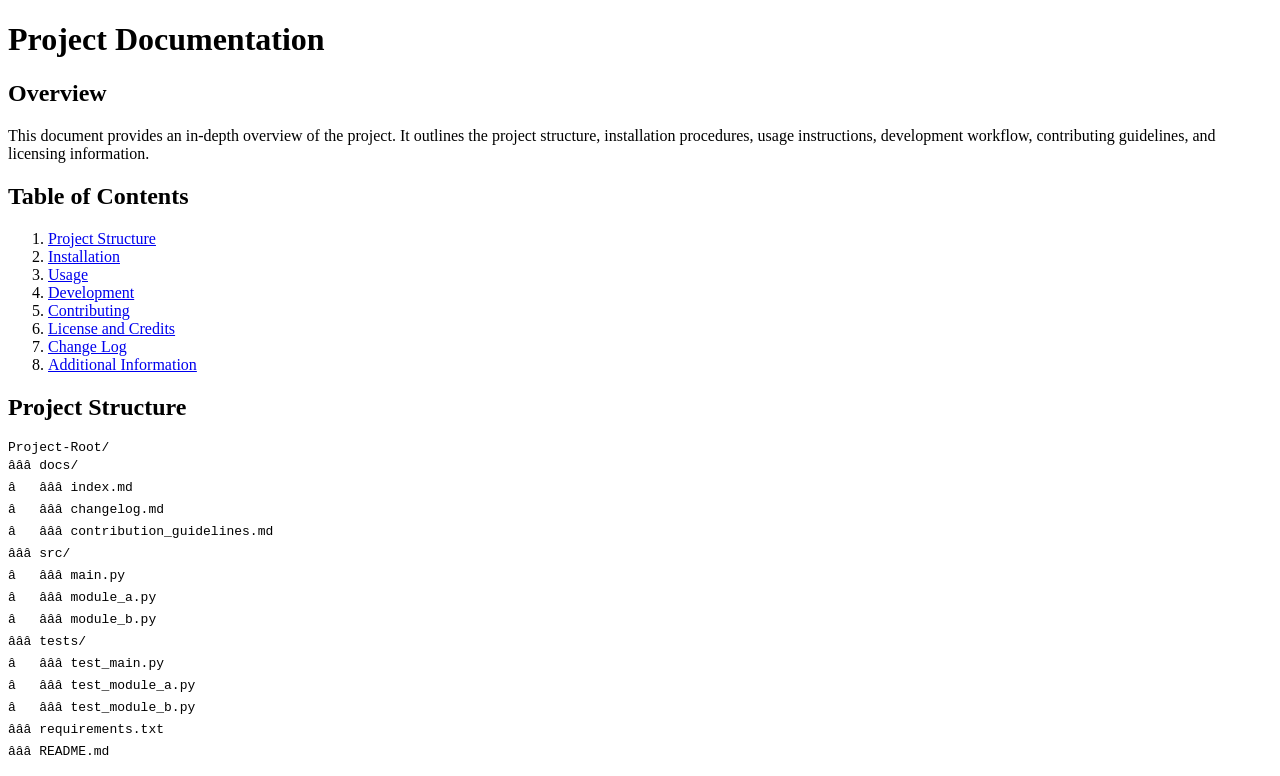 Project Documentation
Overview
This document provides an in-depth overview of the project. It outlines the project structure, installation procedures, usage instructions, development workflow, contributing guidelines, and
licensing information.
Table of Contents
1. Project Structure
2. Installation
3. Usage
4. Development
5. Contributing
6. License and Credits
7. Change Log
8. Additional Information
Project Structure
Project-Root/
âââ docs/
â   âââ index.md
â   âââ changelog.md
â   âââ contribution_guidelines.md
âââ src/
â   âââ main.py
â   âââ module_a.py
â   âââ module_b.py
âââ tests/
â   âââ test_main.py
â   âââ test_module_a.py
â   âââ test_module_b.py
âââ requirements.txt
âââ README.md